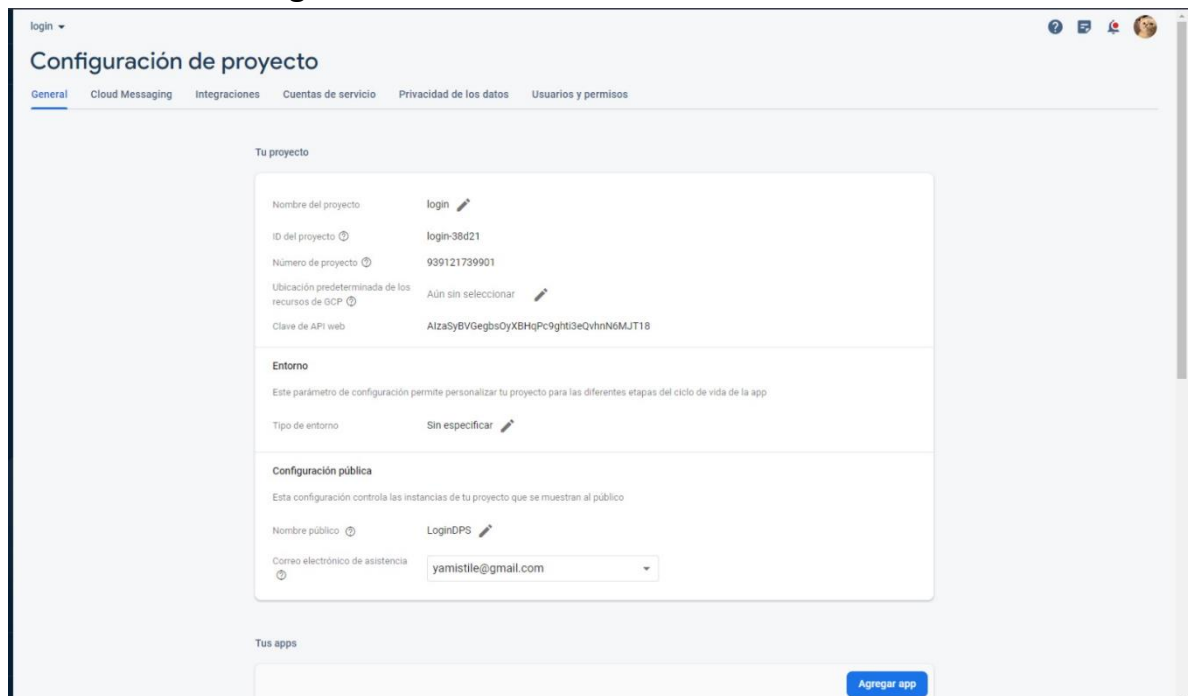 login
Configuración de proyecto
General Cloud Messaging Integraciones Cuentas de servicio Privacidad de los datos Usuarios y permisos
Tu proyecto
Nombre del proyecto login
ID del proyecto login-38d21
Número de proyecto 939121739901
Ubicación predeterminada de los
recursos de GCP Aún sin seleccionar
Clave de API web AIzaSyBVGegbsOyXBHqPc9ghti3eQvhnN6MJT18
Entorno
Este parámetro de configuración permite personalizar tu proyecto para las diferentes etapas del ciclo de vida de la app
Tipo de entorno Sin especificar
Configuración pública
Esta configuración controla las instancias de tu proyecto que se muestran al público
Nombre público LoginDPS
Correo electrónico de asistencia
yamistile@gmail.com
Tus apps
Agregar app